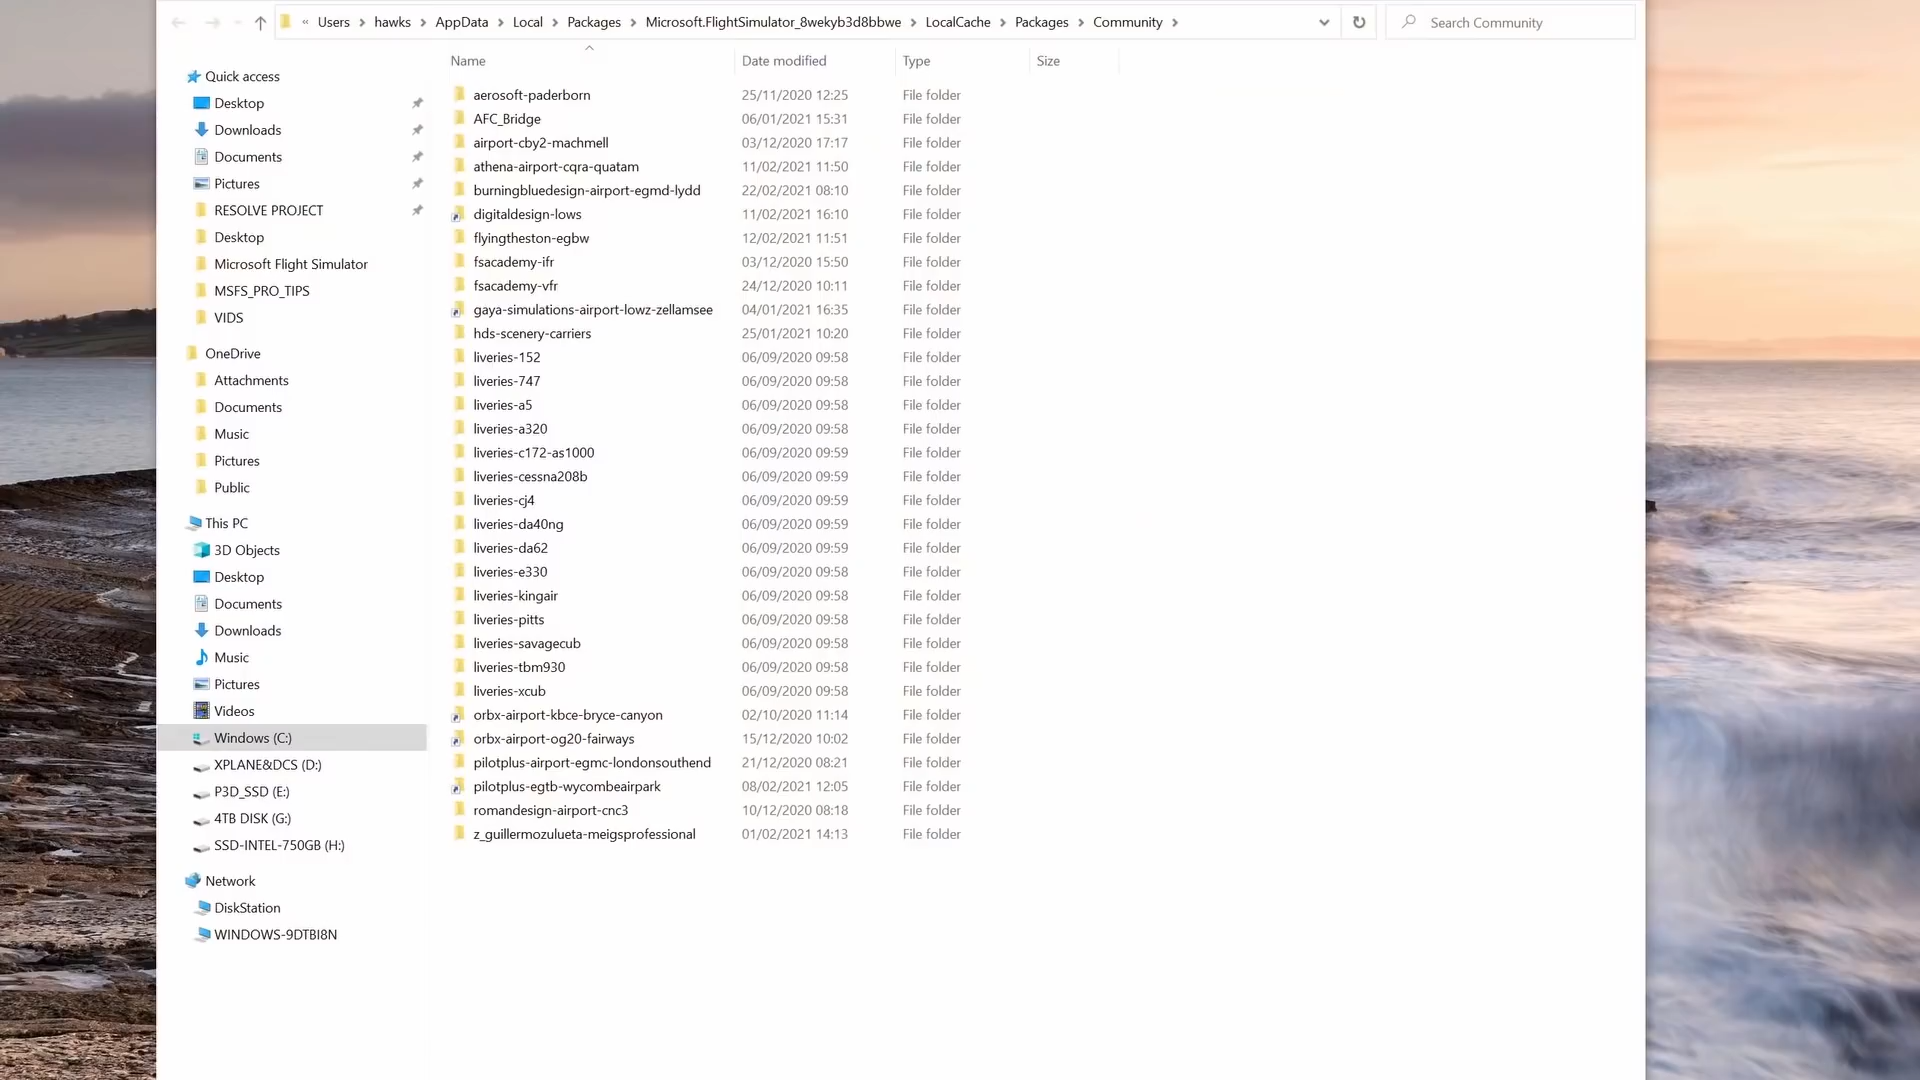 « Users > hawks > AppData > Local > Packages > Microsoft.FlightSimulator_8wekyb3d8bbwe > LocalCache > Packages > Community >
Search Community
Quick access
Desktop
Downloads
Documents
Pictures
RESOLVE PROJECT
Desktop
Microsoft Flight Simulator
MSFS_PRO_TIPS
VIDS
OneDrive
Attachments
Documents
Music
Pictures
Public
This PC
3D Objects
Desktop
Documents
Downloads
Music
Pictures
Videos
Windows (C:)
XPLANE&DCS (D:)
P3D_SSD (E:)
4TB DISK (G:)
SSD-INTEL-750GB (H:)
Network
DiskStation
WINDOWS-9DTBI8N
Name Date modified Type Size
aerosoft-paderborn 25/11/2020 12:25 File folder
AFC_Bridge 06/01/2021 15:31 File folder
airport-cby2-machmell 03/12/2020 17:17 File folder
athena-airport-cqra-quatam 11/02/2021 11:50 File folder
burningbluedesign-airport-egmd-lydd 22/02/2021 08:10 File folder
digitaldesign-lows 11/02/2021 16:10 File folder
flyingtheston-egbw 12/02/2021 11:51 File folder
fsacademy-ifr 03/12/2020 15:50 File folder
fsacademy-vfr 24/12/2020 10:11 File folder
gaya-simulations-airport-lowz-zellamsee 04/01/2021 16:35 File folder
hds-scenery-carriers 25/01/2021 10:20 File folder
liveries-152 06/09/2020 09:58 File folder
liveries-747 06/09/2020 09:58 File folder
liveries-a5 06/09/2020 09:58 File folder
liveries-a320 06/09/2020 09:58 File folder
liveries-c172-as1000 06/09/2020 09:59 File folder
liveries-cessna208b 06/09/2020 09:59 File folder
liveries-cj4 06/09/2020 09:59 File folder
liveries-da40ng 06/09/2020 09:59 File folder
liveries-da62 06/09/2020 09:59 File folder
liveries-e330 06/09/2020 09:58 File folder
liveries-kingair 06/09/2020 09:58 File folder
liveries-pitts 06/09/2020 09:58 File folder
liveries-savagecub 06/09/2020 09:58 File folder
liveries-tbm930 06/09/2020 09:58 File folder
liveries-xcub 06/09/2020 09:58 File folder
orbx-airport-kbce-bryce-canyon 02/10/2020 11:14 File folder
orbx-airport-og20-fairways 15/12/2020 10:02 File folder
pilotplus-airport-egmc-londonsouthend 21/12/2020 08:21 File folder
pilotplus-egtb-wycombeairpark 08/02/2021 12:05 File folder
romandesign-airport-cnc3 10/12/2020 08:18 File folder
z_guillermozulueta-meigsprofessional 01/02/2021 14:13 File folder